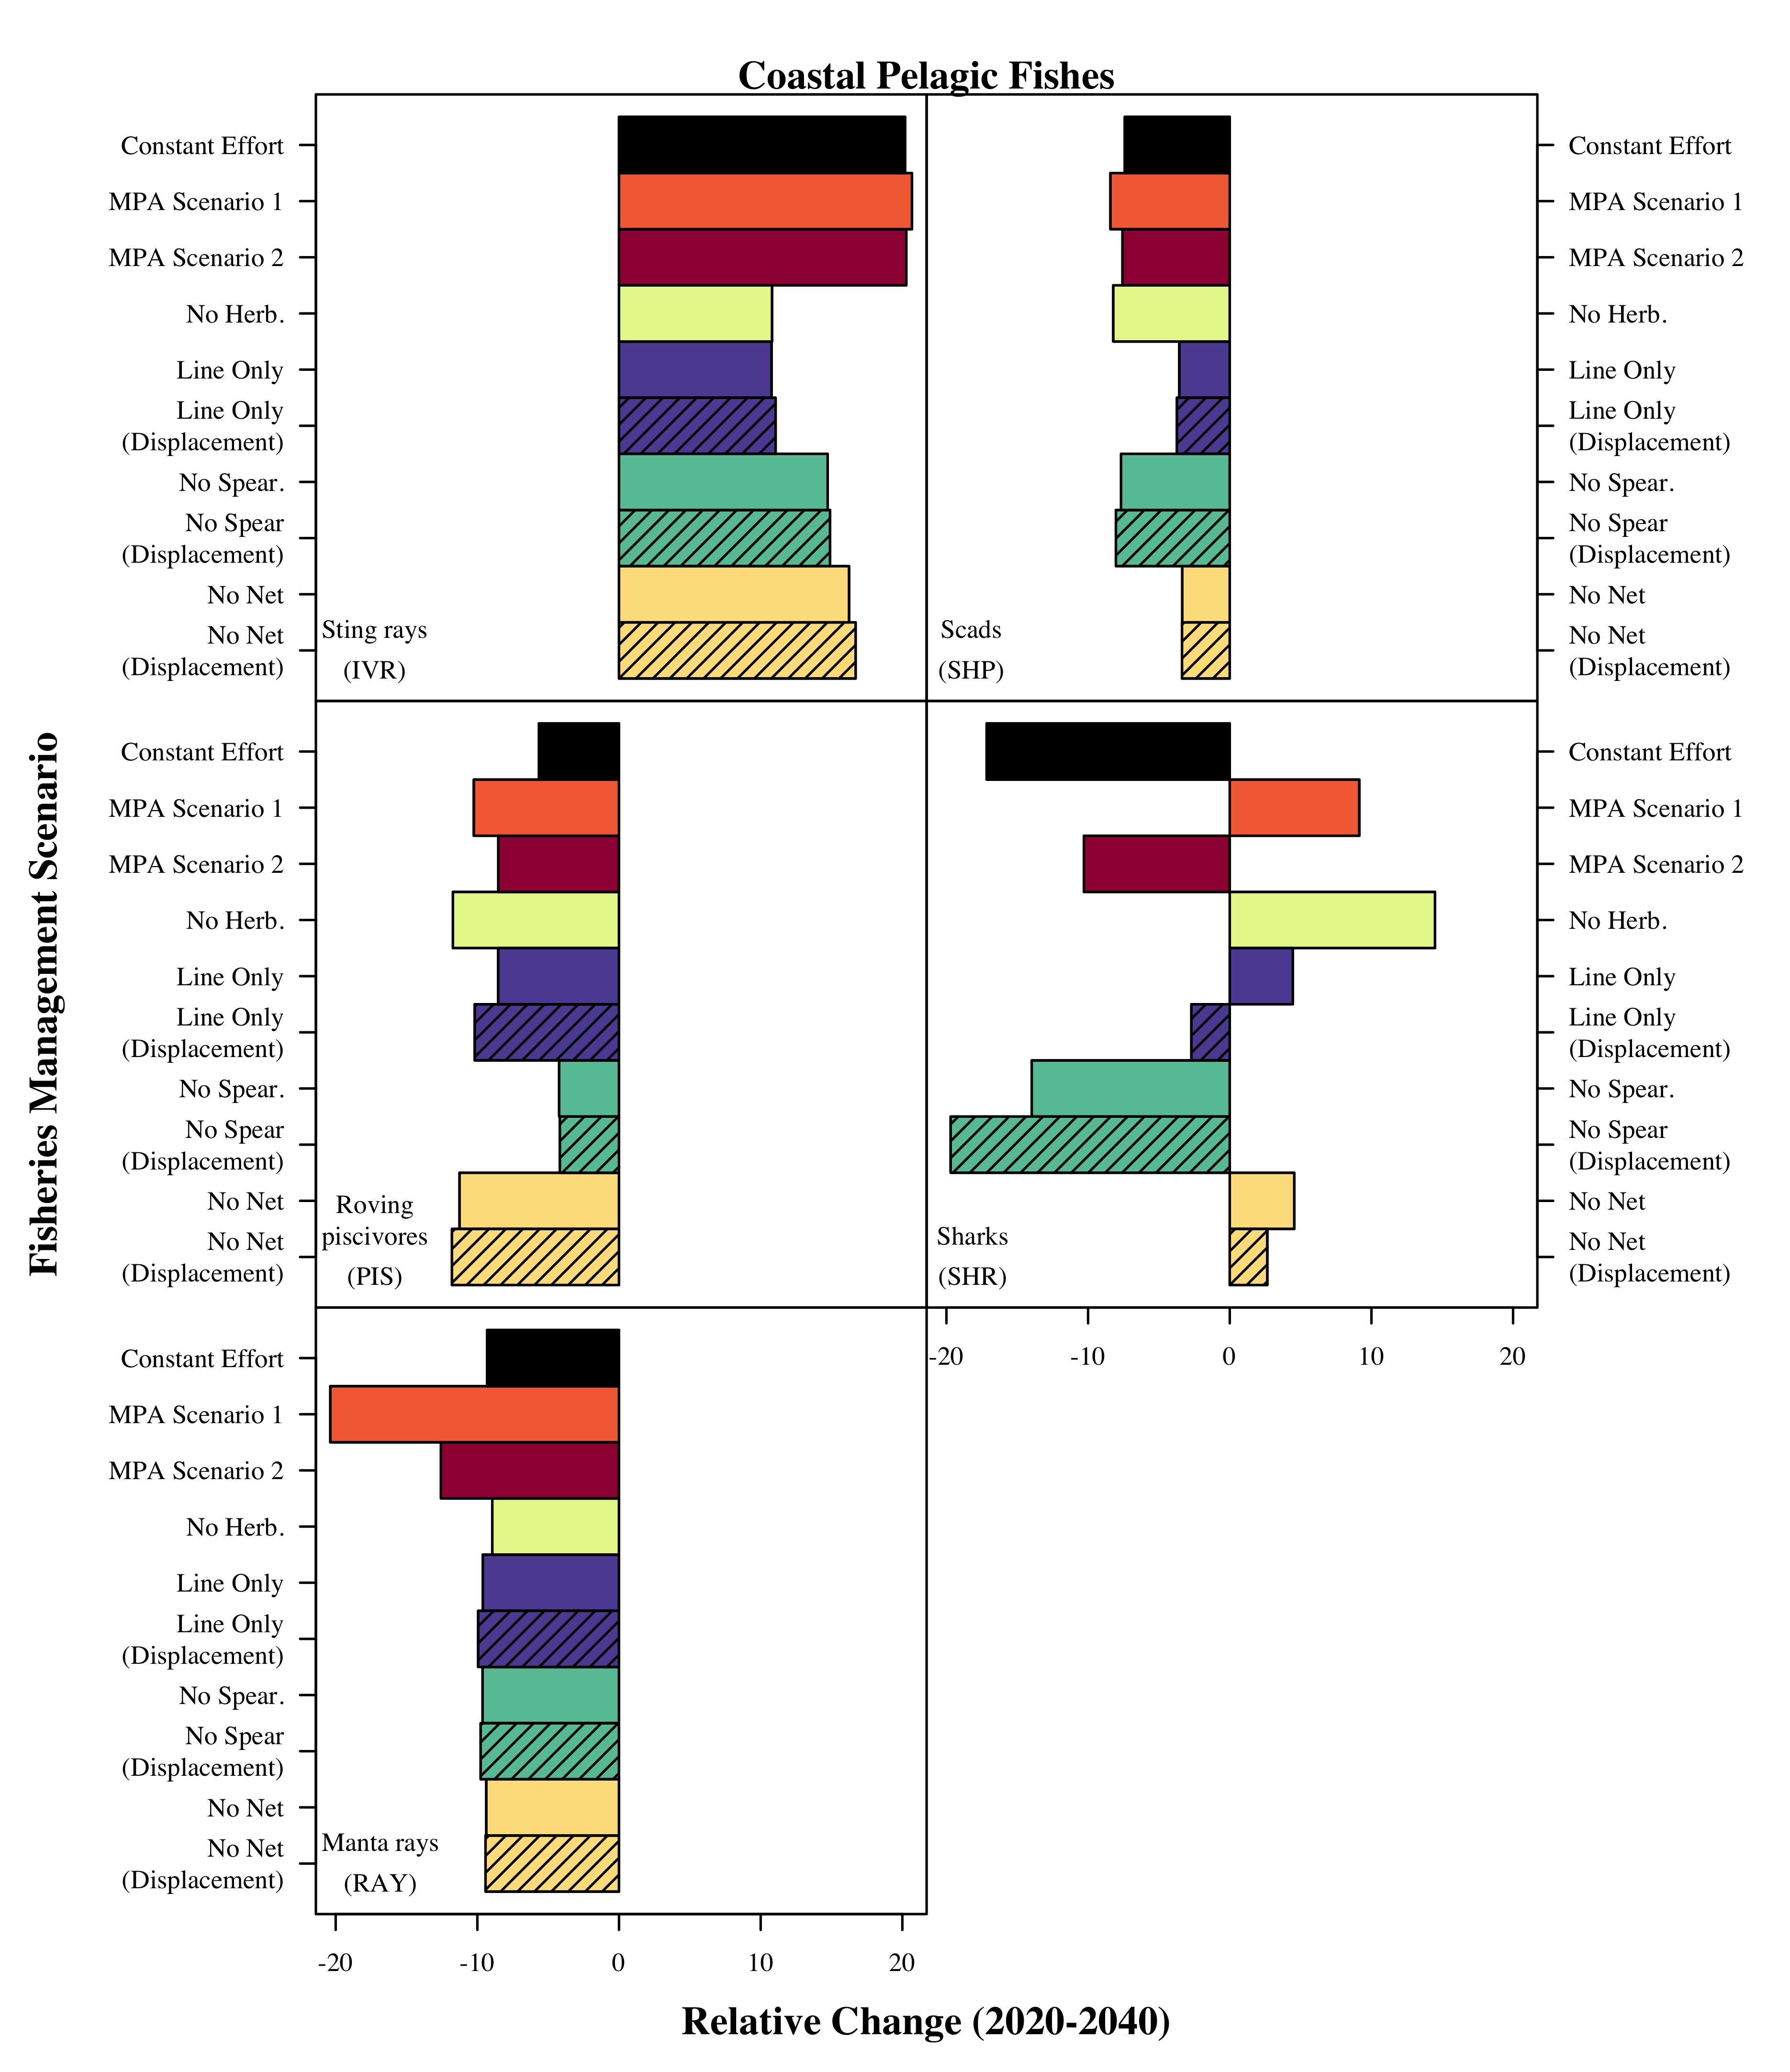 Coastal Pelagic Fishes
Fisheries Management Scenario
Constant Effort
MPA Scenario 1
MPA Scenario 2
No Herb.
Line Only
Line Only
(Displacement)
No Spear.
No Spear
(Displacement)
No Net
No Net
(Displacement)
Sting rays
(IVR)
Scads
(SHP)
Constant Effort
MPA Scenario 1
MPA Scenario 2
No Herb.
Line Only
Line Only
(Displacement)
No Spear.
No Spear
(Displacement)
No Net
No Net
(Displacement)
Constant Effort
MPA Scenario 1
MPA Scenario 2
No Herb.
Line Only
Line Only
(Displacement)
No Spear.
No Spear
(Displacement)
No Net
No Net
(Displacement)
Roving
piscivores
(PIS)
Sharks
(SHR)
Constant Effort
MPA Scenario 1
MPA Scenario 2
No Herb.
Line Only
Line Only
(Displacement)
No Spear.
No Spear
(Displacement)
No Net
No Net
(Displacement)
-20 -10 0 10 20
Constant Effort
MPA Scenario 1
MPA Scenario 2
No Herb.
Line Only
Line Only
(Displacement)
No Spear.
No Spear
(Displacement)
No Net
No Net
(Displacement)
Manta rays
(RAY)
-20 -10 0 10 20
Relative Change (2020-2040)